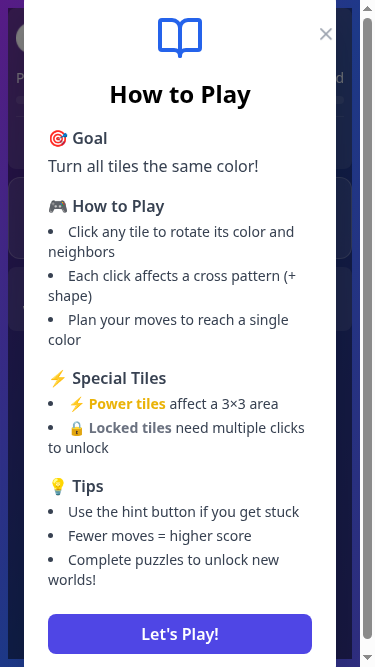 How to Play
🎯 Goal
Turn all tiles the same color!
🎮 How to Play
• Click any tile to rotate its color and
neighbors
• Each click affects a cross pattern (+
shape)
• Plan your moves to reach a single
color
⚡ Special Tiles
• ⚡ Power tiles affect a 3×3 area
• 🔒 Locked tiles need multiple clicks
to unlock
💡 Tips
• Use the hint button if you get stuck
• Fewer moves = higher score
• Complete puzzles to unlock new
worlds!
Let's Play!